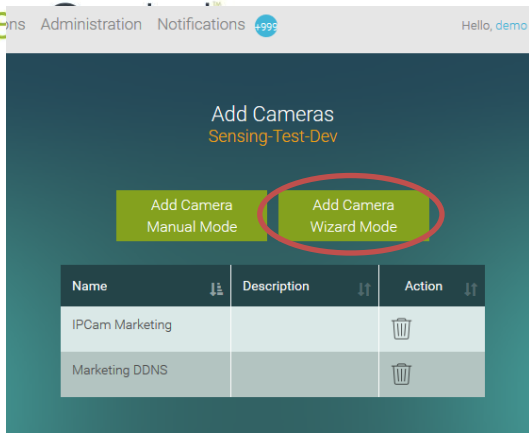 ons Administration Notifications +999 Hello, demo
Add Cameras
Sensing-Test-Dev
Add Camera Add Camera
Manual Mode Wizard Mode
Name Description Action
IPCam Marketing
Marketing DDNS